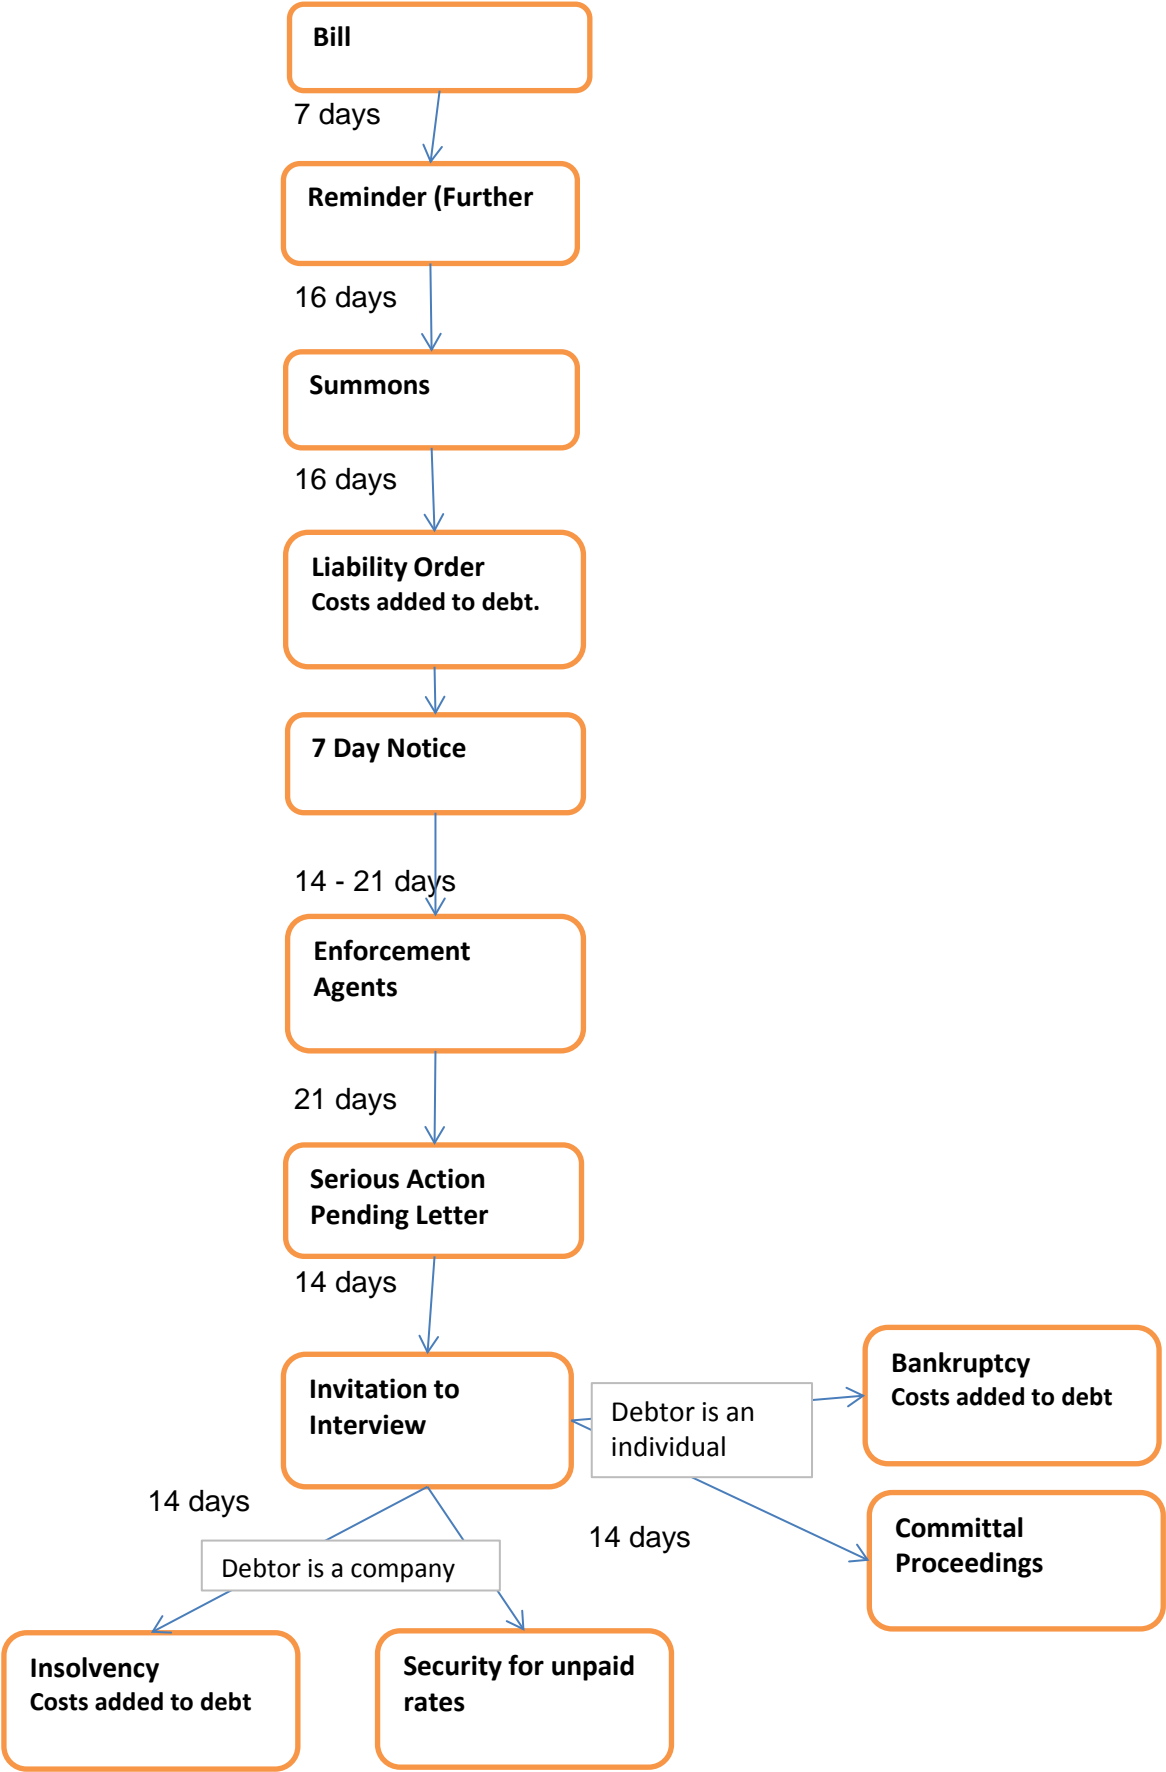 Bill
7 days
Reminder (Further
16 days
Summons
16 days
Liability Order
Costs added to debt.
7 Day Notice
14 - 21 days
Enforcement
Agents
21 days
Serious Action
Pending Letter
14 days
Invitation to
Interview
Debtor is an
individual
Bankruptcy
Costs added to debt
14 days
14 days
Committal
Proceedings
Debtor is a company
Insolvency
Costs added to debt
Security for unpaid
rates